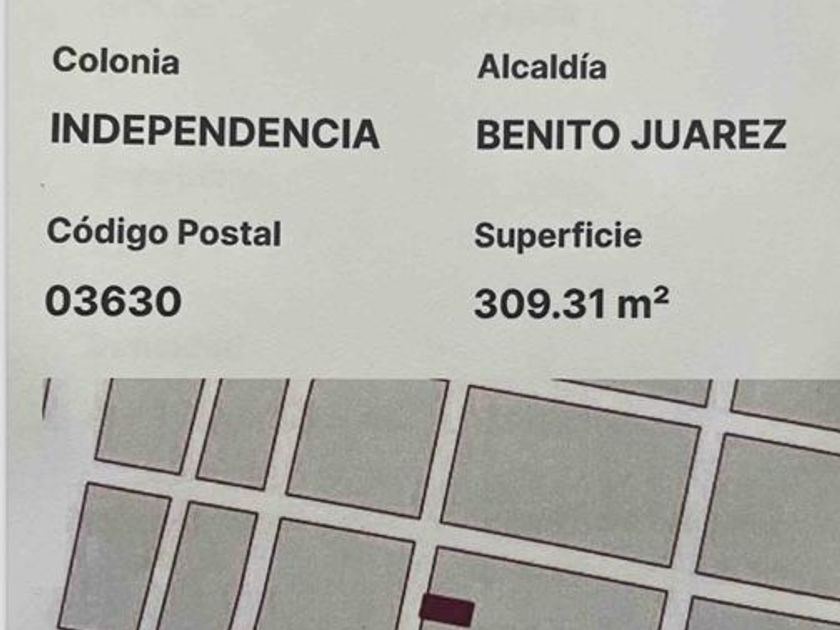 Colonia
Alcaldía
INDEPENDENCIA
BENITO JUAREZ
Código Postal
Superficie
03630
309.31 m²